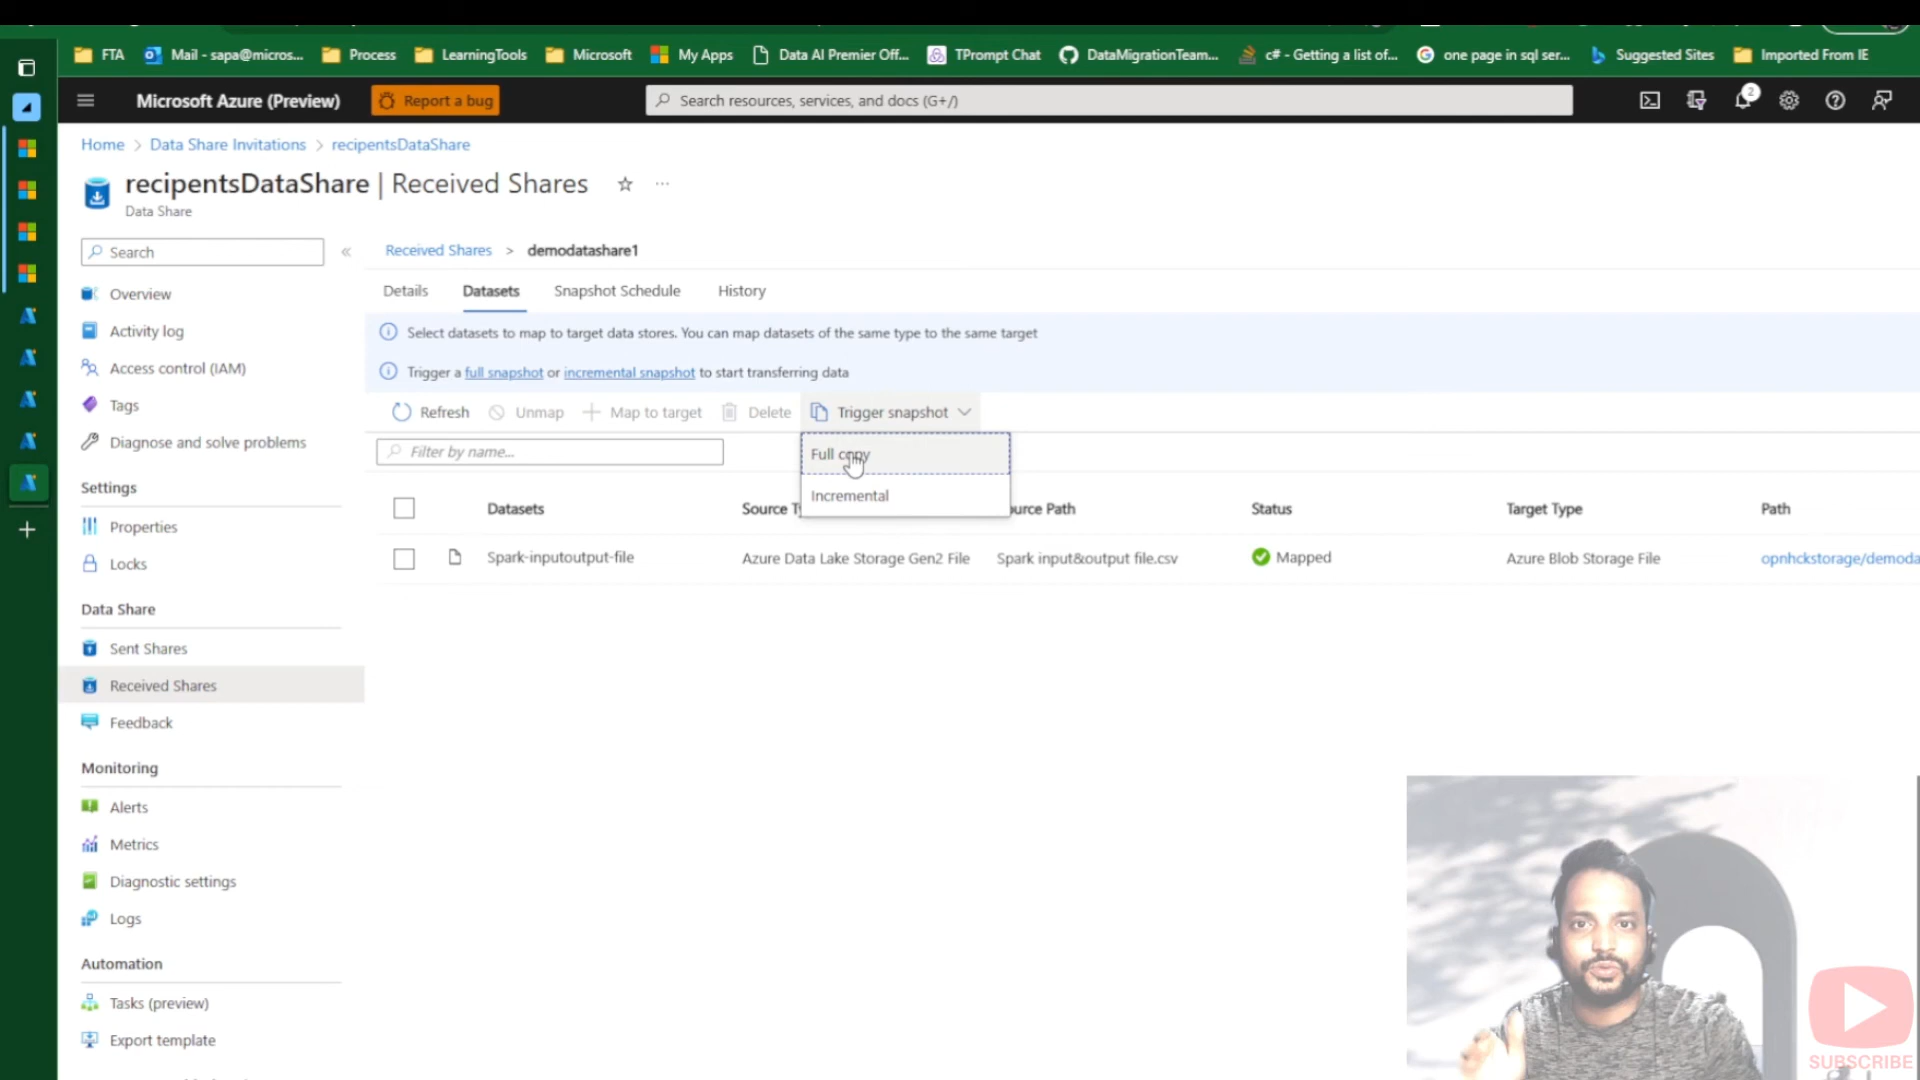 FTA Mail - sapa@micros... Process LearningTools Microsoft My Apps Data AI Premier Off... TPrompt Chat DataMigrationTeam... c# - Getting a list of... one page in sql ser... Suggested Sites Imported From IE
Microsoft Azure (Preview) Report a bug Search resources, services, and docs (G+/) 2
Home > Data Share Invitations > recipentsDataShare
recipentsDataShare | Received Shares
Data Share
Search
Received Shares > demodatashare1
Overview
Activity log
Access control (IAM)
Tags
Diagnose and solve problems
Settings
Properties
Locks
Data Share
Sent Shares
Received Shares
Feedback
Monitoring
Alerts
Metrics
Diagnostic settings
Logs
Automation
Tasks (preview)
Export template
Details Datasets Snapshot Schedule History
Select datasets to map to target data stores. You can map datasets of the same type to the same target
Trigger a full snapshot or incremental snapshot to start transferring data
Refresh Unmap Map to target Delete Trigger snapshot
Filter by name...
Full copy
Incremental
Datasets Source Ty ource Path Status Target Type Path
Spark-inputoutput-file Azure Data Lake Storage Gen2 File Spark input&output file.csv Mapped Azure Blob Storage File opnhckstorage/demoda
SUBSCRIBE